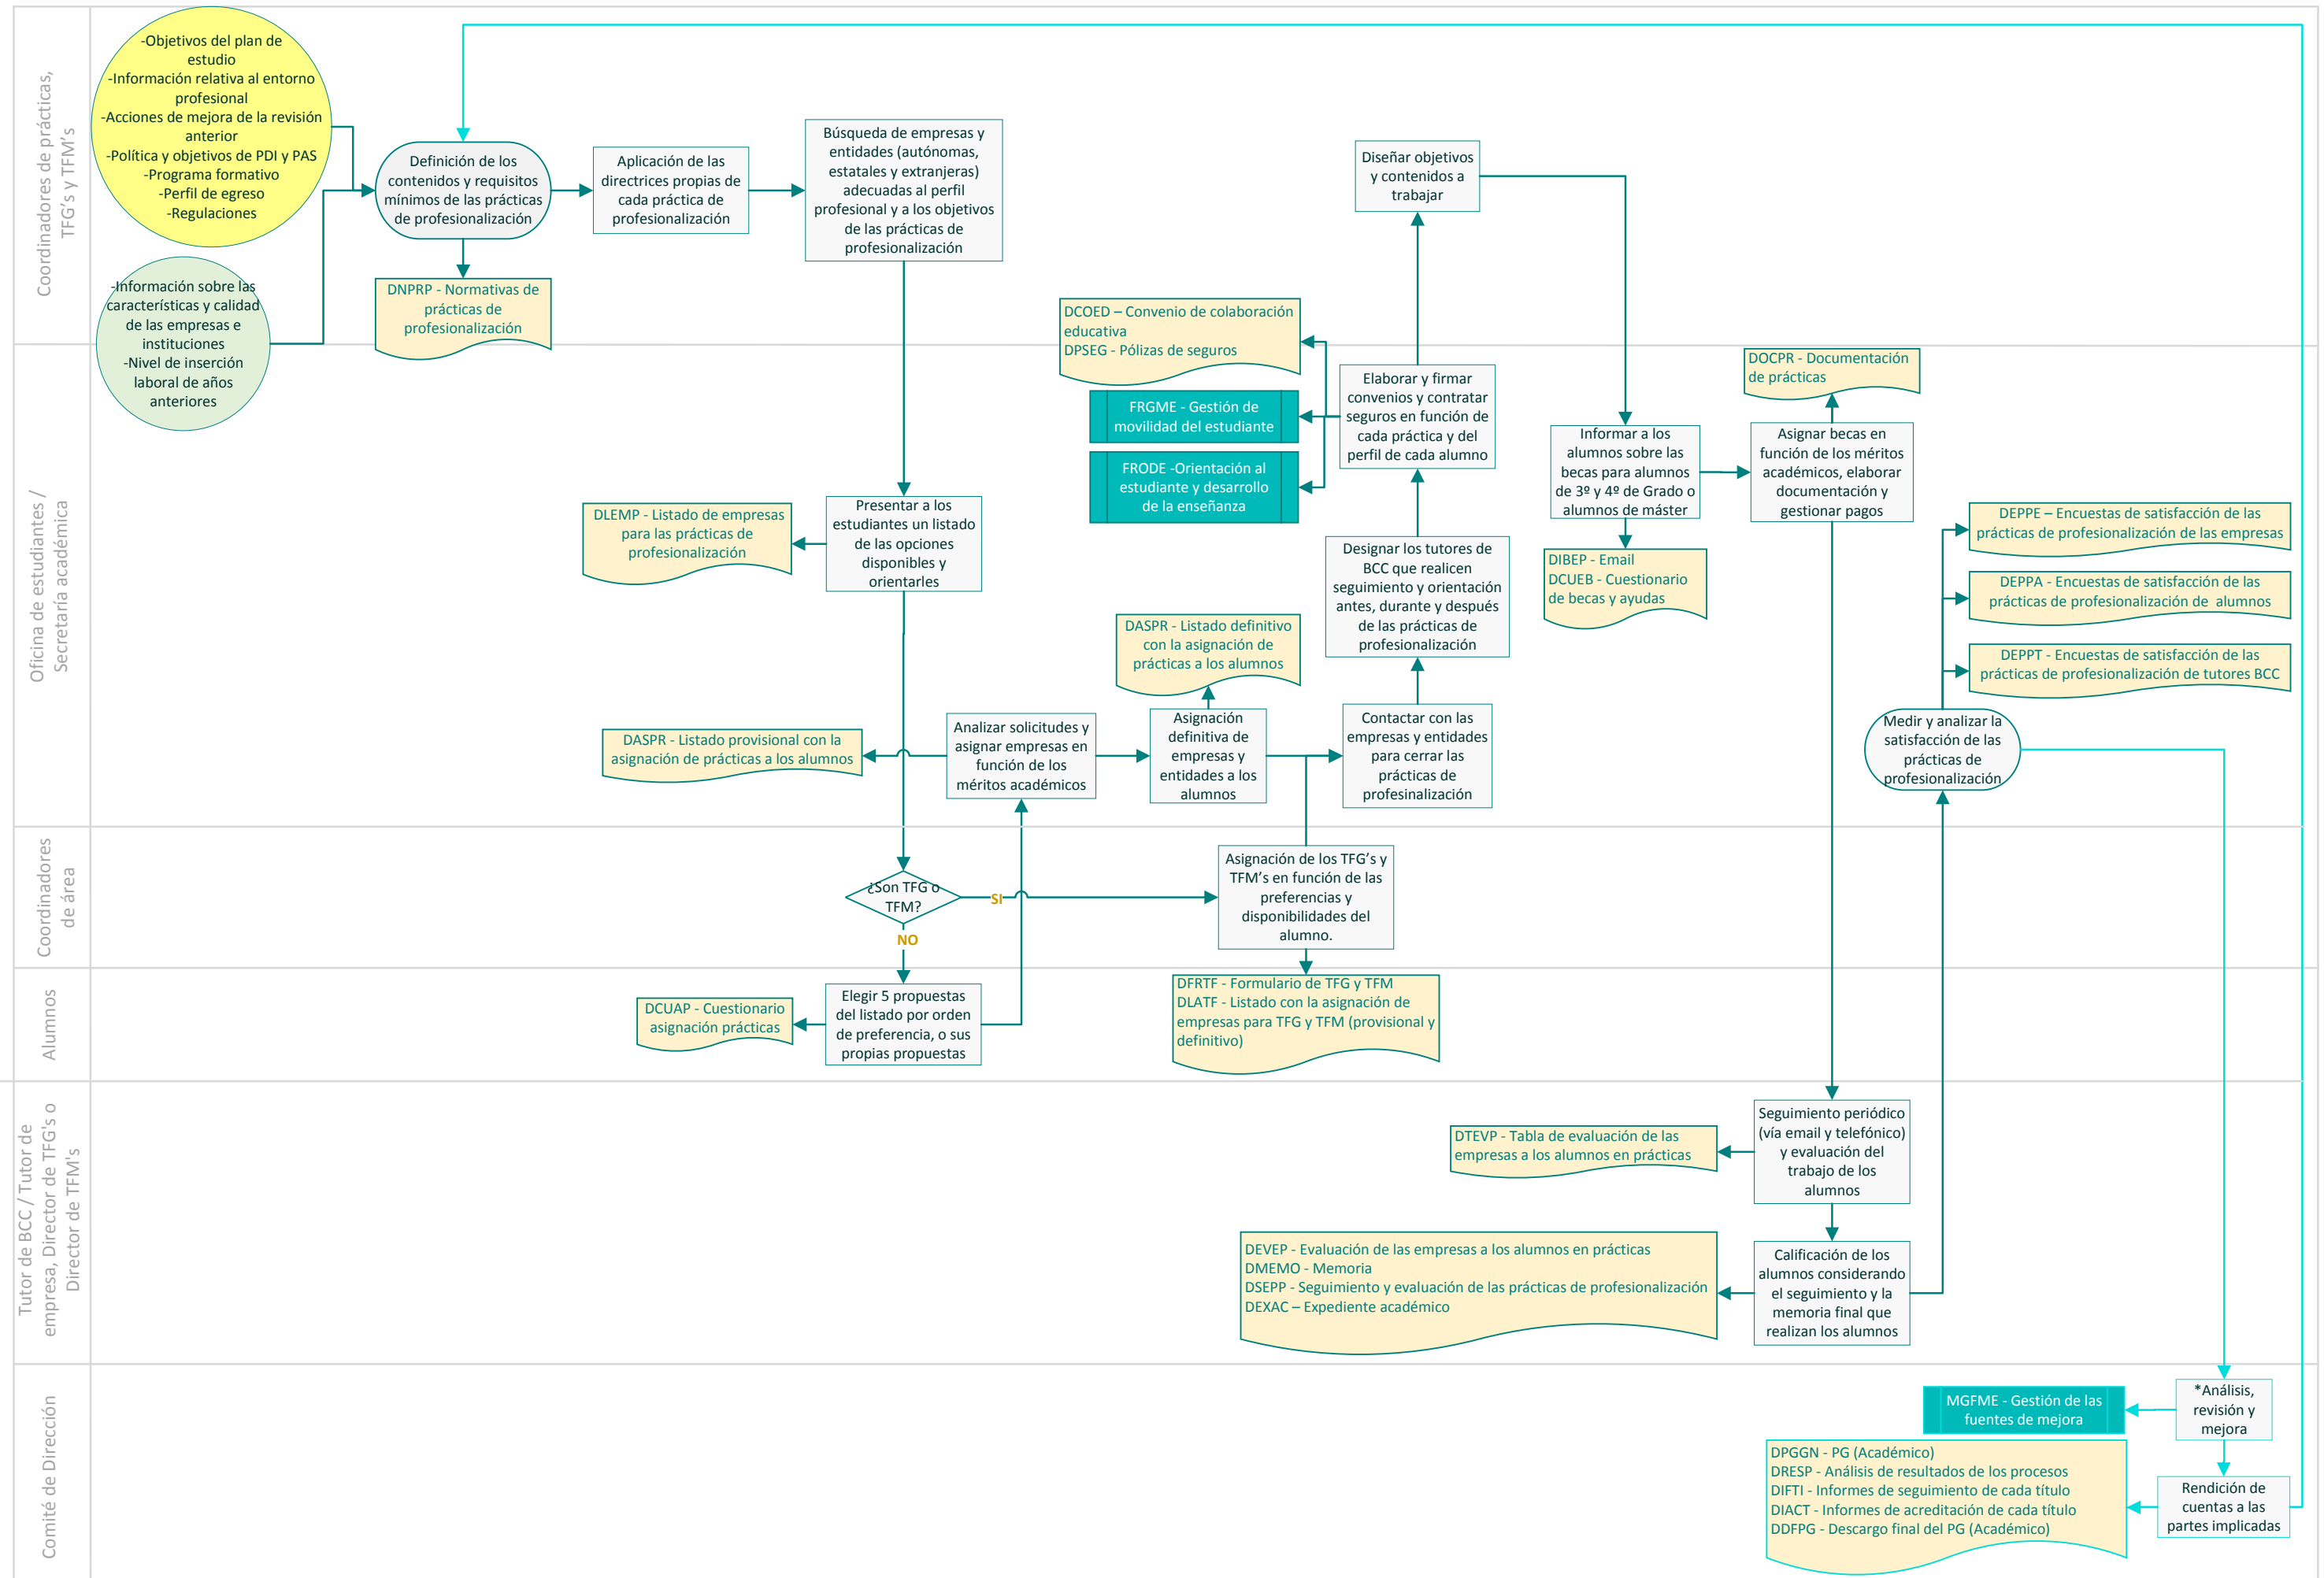 Coordinadores de prácticas,
TFG's y TFM's
-Objetivos del plan de
estudio
-Información relativa al entorno
profesional
-Acciones de mejora de la revisión
anterior
-Política y objetivos de PDI y PAS
-Programa formativo
-Perfil de egreso
-Regulaciones
-Información sobre las
características y calidad
de las empresas e
instituciones
-Nivel de inserción
laboral de años
anteriores
Definición de los
contenidos y requisitos
mínimos de las prácticas
de profesionalización
DNPRP - Normativas de
prácticas de
profesionalización
Aplicación de las
directrices propias de
cada práctica de
profesionalización
Búsqueda de empresas y
entidades (autónomas,
estatales y extranjeras)
adecuadas al perfil
profesional y a los objetivos
de las prácticas de
profesionalización
Diseñar objetivos
y contenidos a
trabajar
Oficina de estudiantes /
Secretaría académica
DCOED – Convenio de colaboración
educativa
DPSEG - Pólizas de seguros
FRGME - Gestión de
movilidad del estudiante
FRODE -Orientación al
estudiante y desarrollo
de la enseñanza
Elaborar y firmar
convenios y contratar
seguros en función de
cada práctica y del
perfil de cada alumno
Informar a los
alumnos sobre las
becas para alumnos
de 3º y 4º de Grado o
alumnos de máster
DIBEP - Email
DCUEB - Cuestionario
de becas y ayudas
DOCPR - Documentación
de prácticas
Asignar becas en
función de los méritos
académicos, elaborar
documentación y
gestionar pagos
DLEMP - Listado de empresas
para las prácticas de
profesionalización
Presentar a los
estudiantes un listado
de las opciones
disponibles y
orientarles
Designar los tutores de
BCC que realicen
seguimiento y orientación
antes, durante y después
de las prácticas de
profesionalización
DEPPE – Encuestas de satisfacción de las
prácticas de profesionalización de las empresas
DEPPA - Encuestas de satisfacción de las
prácticas de profesionalización de  alumnos
DEPPT - Encuestas de satisfacción de las
prácticas de profesionalización de tutores BCC
DASPR - Listado definitivo
con la asignación de
prácticas a los alumnos
DASPR - Listado provisional con la
asignación de prácticas a los alumnos
Analizar solicitudes y
asignar empresas en
función de los
méritos académicos
Asignación
definitiva de
empresas y
entidades a los
alumnos
Contactar con las
empresas y entidades
para cerrar las
prácticas de
profesinalización
Medir y analizar la
satisfacción de las
prácticas de
profesionalización
Coordinadores
de área
¿Son TFG o
TFM?
SI
NO
Asignación de los TFG's y
TFM's en función de las
preferencias y
disponibilidades del
alumno.
Alumnos
DCUAP - Cuestionario
asignación prácticas
Elegir 5 propuestas
del listado por orden
de preferencia, o sus
propias propuestas
DFRTF - Formulario de TFG y TFM
DLATF - Listado con la asignación de
empresas para TFG y TFM (provisional y
definitivo)
Tutor de BCC / Tutor de
empresa, Director de TFG's o
Director de TFM's
DTEVP - Tabla de evaluación de las
empresas a los alumnos en prácticas
Seguimiento periódico
(vía email y telefónico)
y evaluación del
trabajo de los
alumnos
DEVEP - Evaluación de las empresas a los alumnos en prácticas
DMEMO - Memoria
DSEPP - Seguimiento y evaluación de las prácticas de profesionalización
DEXAC – Expediente académico
Calificación de los
alumnos considerando
el seguimiento y la
memoria final que
realizan los alumnos
Comité de Dirección
MGFME - Gestión de las
fuentes de mejora
*Análisis,
revisión y
mejora
DPGGN - PG (Académico)
DRESP - Análisis de resultados de los procesos
DIFTI - Informes de seguimiento de cada título
DIACT - Informes de acreditación de cada título
DDFPG - Descargo final del PG (Académico)
Rendición de
cuentas a las
partes implicadas